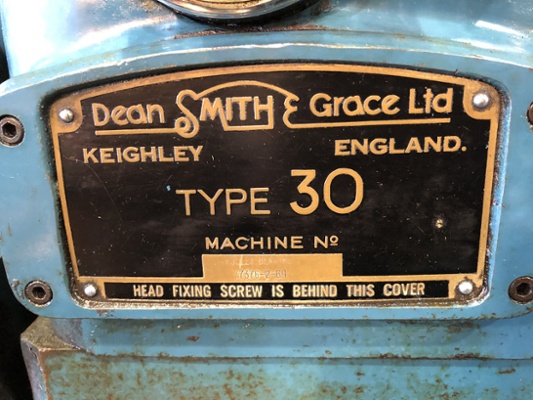 Dean SMITH & Grace Ltd
KEIGHLEY ENGLAND.
TYPE 30
MACHINE Nº
HEAD FIXING SCREW IS BEHIND THIS COVER